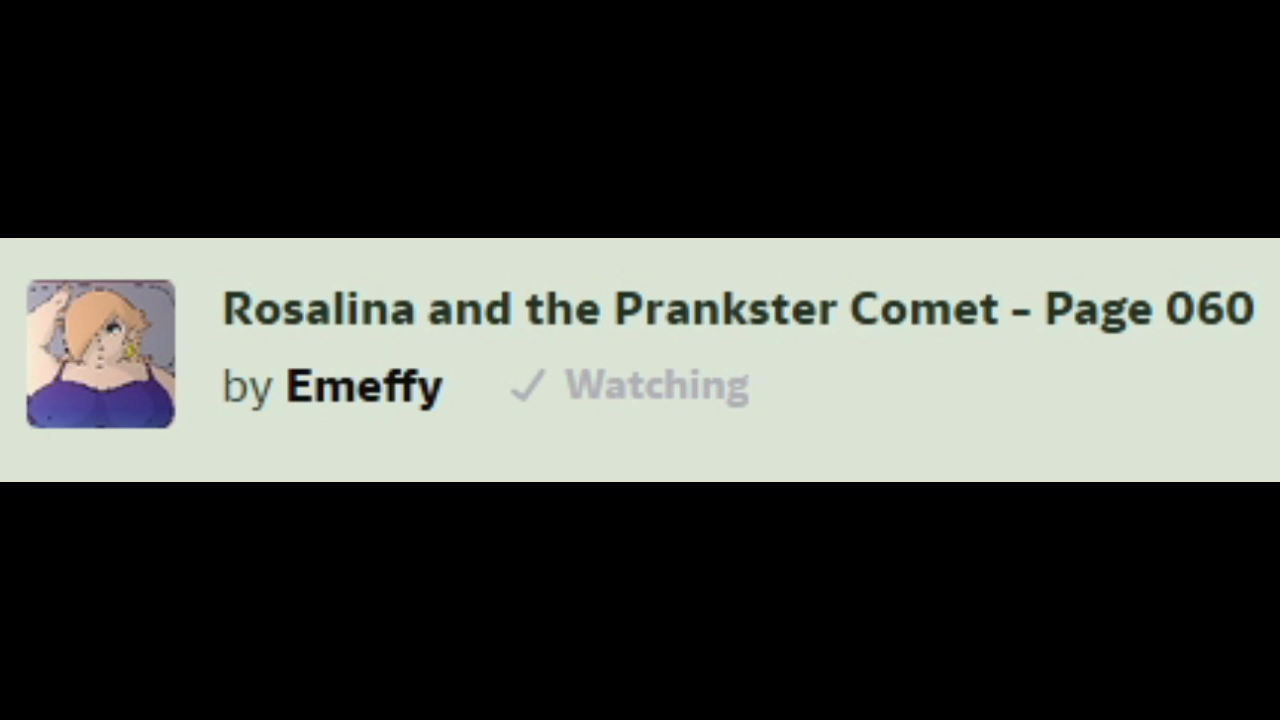 Rosalina and the Prankster Comet - Page 060
by Emeffy ✓ Watching